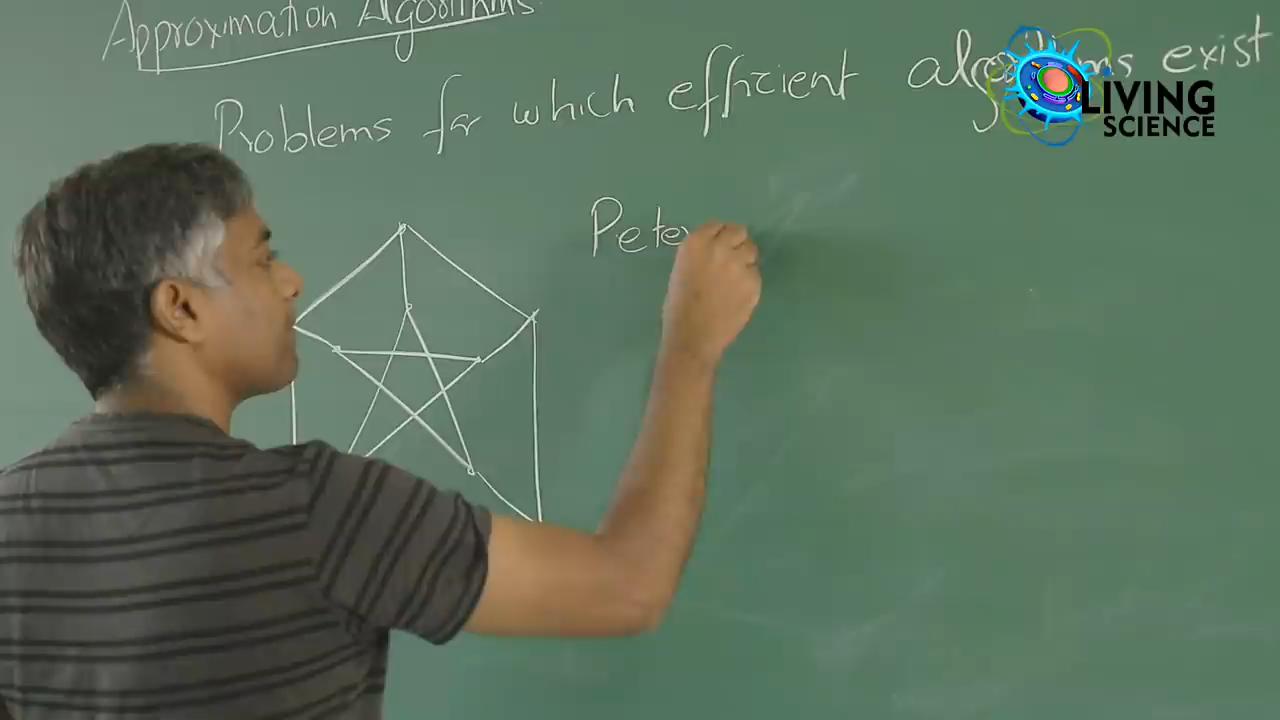 Approximation Algorithms
Problems for which efficient algorithms exist
LIVING
SCIENCE
Pete